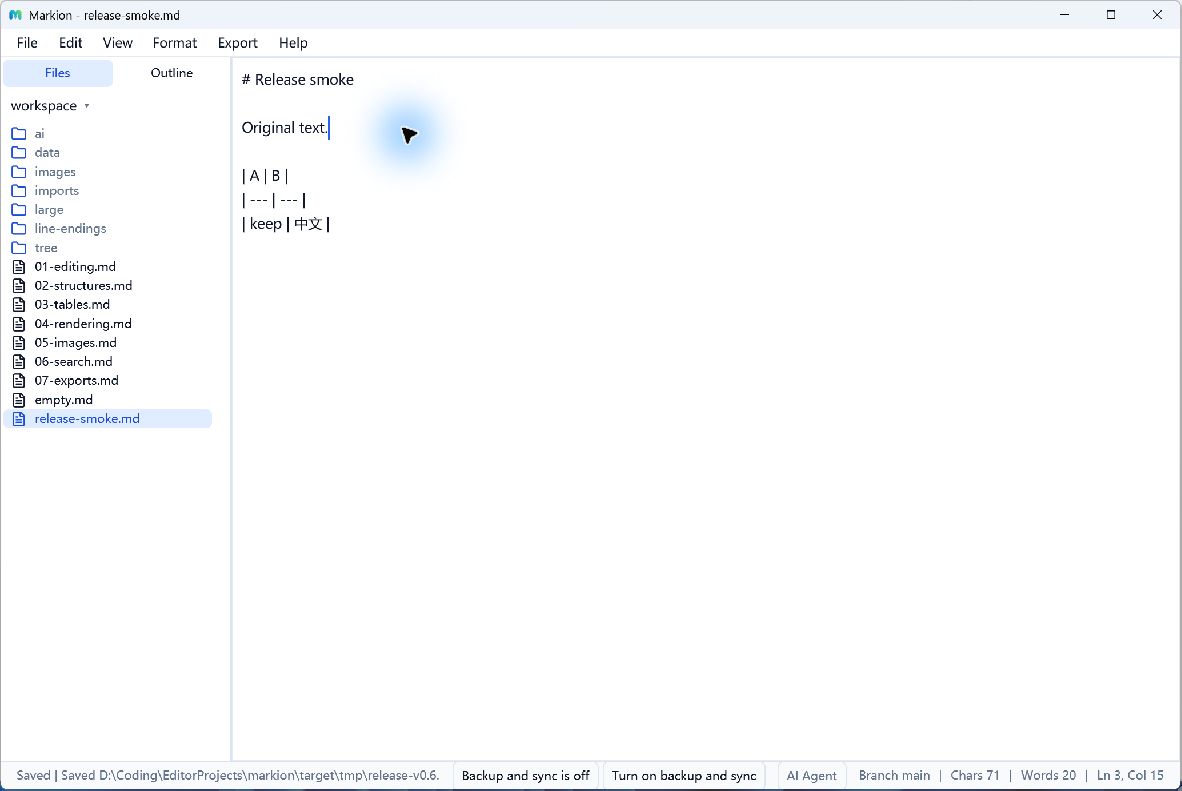 Markion - release-smoke.md
File Edit View Format Export Help
Files Outline
workspace
ai
data
images
imports
large
line-endings
tree
01-editing.md
02-structures.md
03-tables.md
04-rendering.md
05-images.md
06-search.md
07-exports.md
empty.md
release-smoke.md
# Release smoke
Original text.
| A | B |
| --- | --- |
| keep | 中文 |
Saved | Saved D:\Coding\EditorProjects\markion\target\tmp\release-v0.6. Backup and sync is off Turn on backup and sync AI Agent Branch main | Chars 71 | Words 20 | Ln 3, Col 15